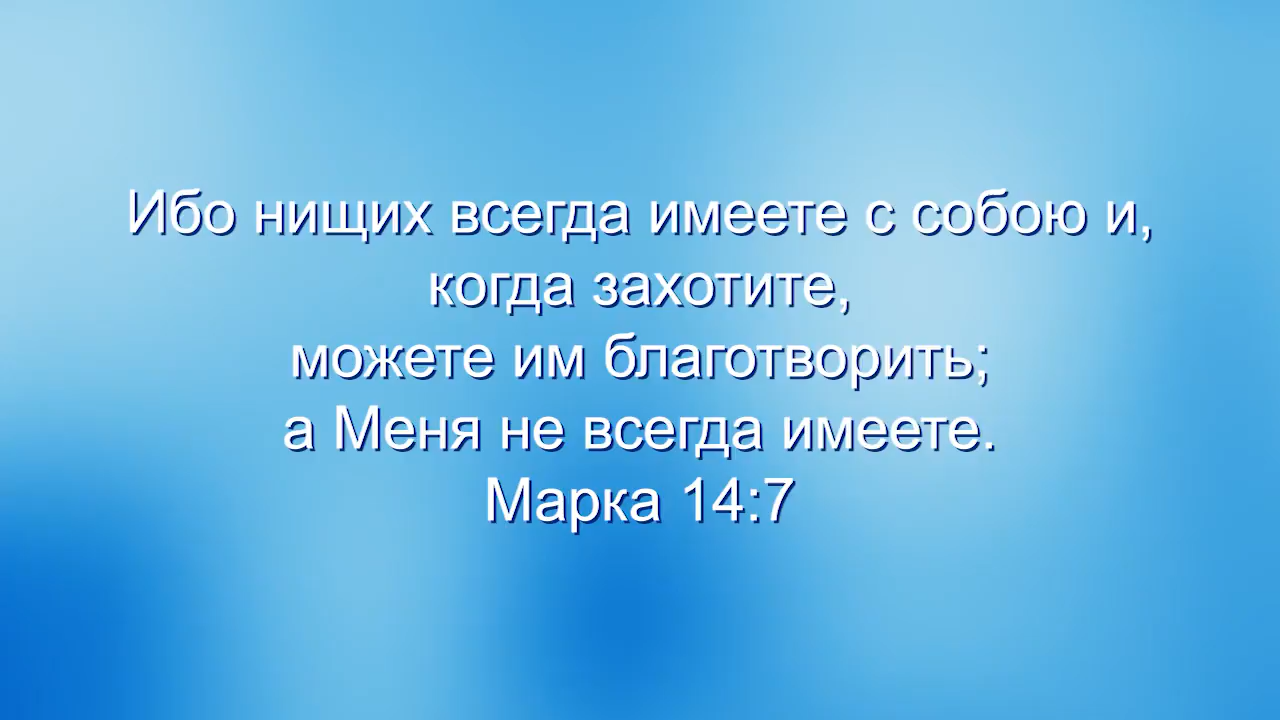 Ибо нищих всегда имеете с собою и,
когда захотите,
можете им благотворить;
а Меня не всегда имеете.
Марка 14:7